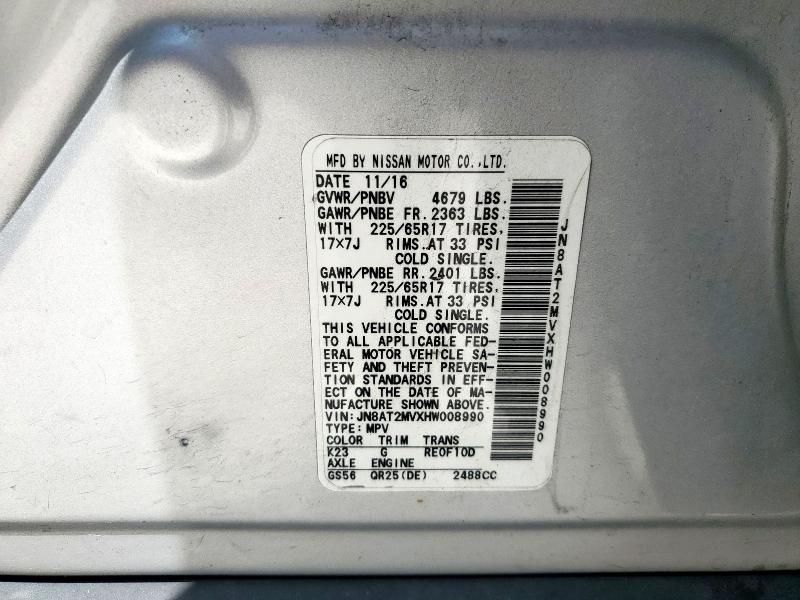 MFD BY NISSAN MOTOR CO.,LTD.
DATE 11/16
GVWR/PNBV 4679 LBS.
GAWR/PNBE FR. 2363 LBS.
WITH 225/65R17 TIRES,
17×7J RIMS.AT 33 PSI
COLD SINGLE.
GAWR/PNBE RR. 2401 LBS.
WITH 225/65R17 TIRES,
17×7J RIMS.AT 33 PSI
COLD SINGLE.
THIS VEHICLE CONFORMS
TO ALL APPLICABLE FED-
ERAL MOTOR VEHICLE SA-
FETY AND THEFT PREVEN-
TION STANDARDS IN EFF-
ECT ON THE DATE OF MA-
NUFACTURE SHOWN ABOVE.
VIN:JN8AT2MVXHW008990
TYPE:MPV
COLOR TRIM TRANS
K23 G RE0F10D
AXLE ENGINE
GS56 QR25(DE) 2488CC
JN8AT2MVXHW008990